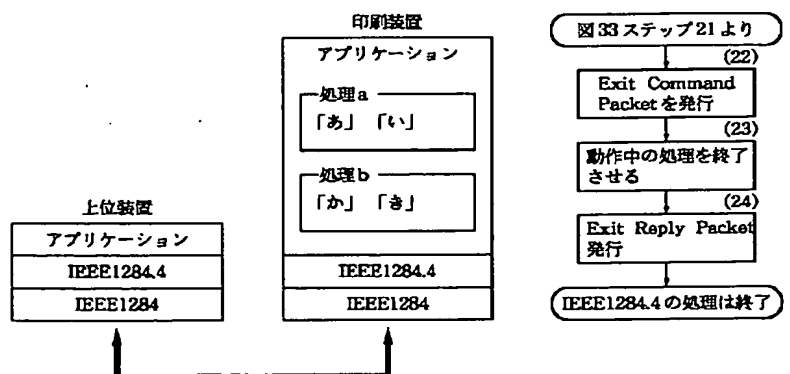 上位装置
アプリケーション
IEEE1284.4
IEEE1284
印刷装置
アプリケーション
処理a
「あ」「い」
処理b
「か」「き」
IEEE1284.4
IEEE1284
図33ステップ21より
(22)
Exit Command
Packetを発行
(23)
動作中の処理を終了
させる
(24)
Exit Reply Packet
発行
IEEE1284.4の処理は終了